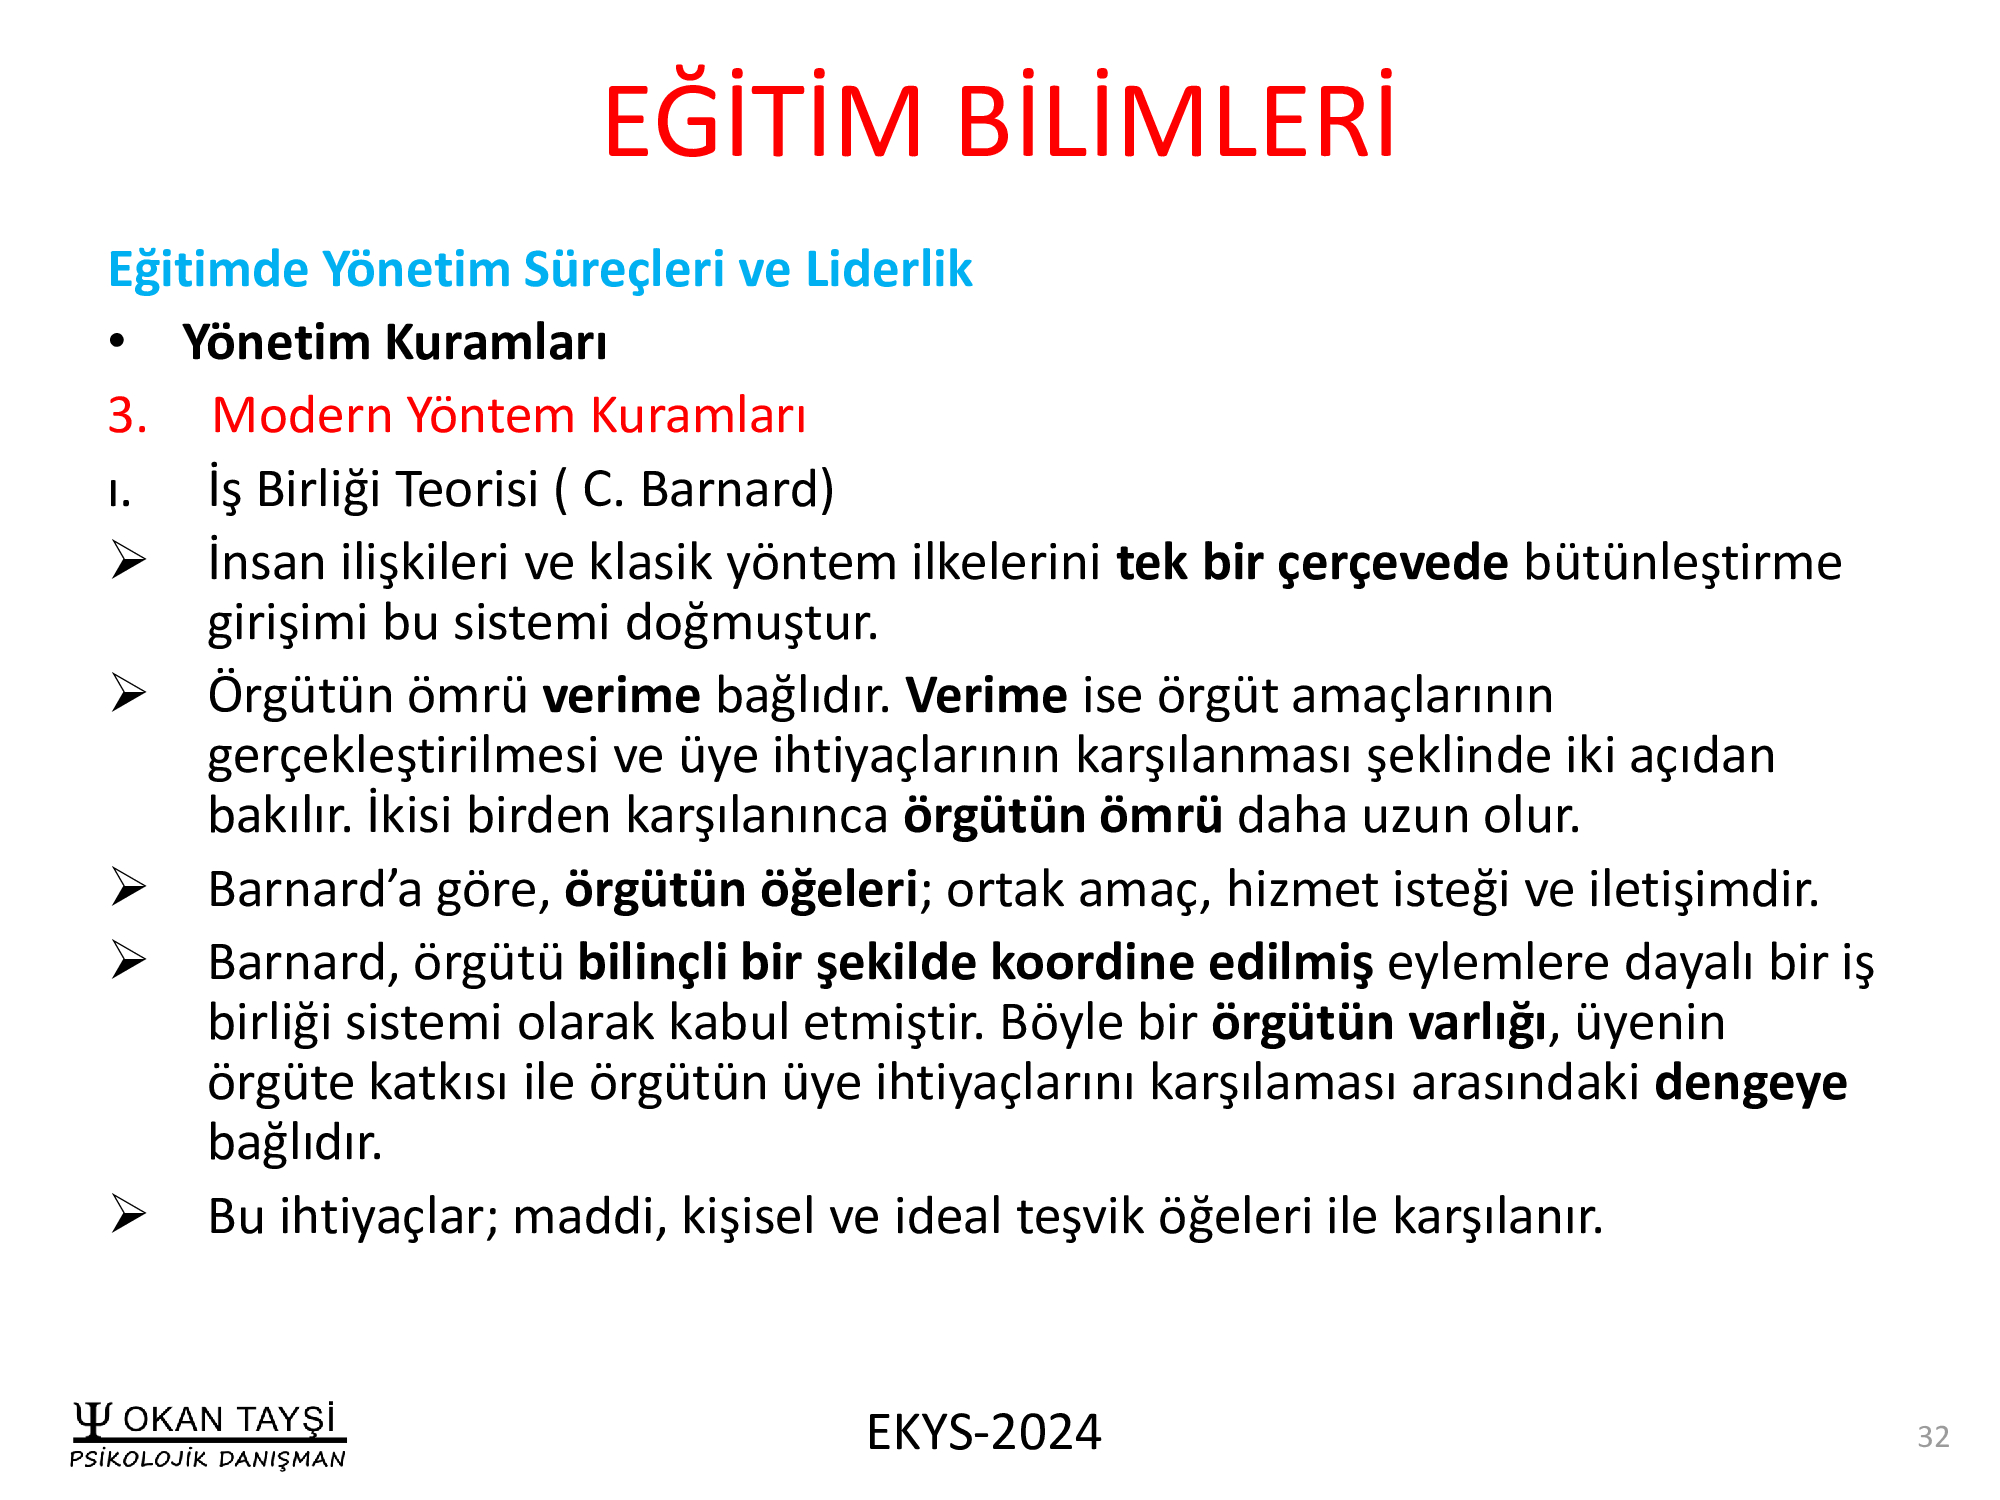 EĞİTİM BİLİMLERİ
Eğitimde Yönetim Süreçleri ve Liderlik
• Yönetim Kuramları
3. Modern Yöntem Kuramları
ı. İş Birliği Teorisi ( C. Barnard)
➢ İnsan ilişkileri ve klasik yöntem ilkelerini tek bir çerçevede bütünleştirme
girişimi bu sistemi doğmuştur.
➢ Örgütün ömrü verime bağlıdır. Verime ise örgüt amaçlarının
gerçekleştirilmesi ve üye ihtiyaçlarının karşılanması şeklinde iki açıdan
bakılır. İkisi birden karşılanınca örgütün ömrü daha uzun olur.
➢ Barnard’a göre, örgütün öğeleri; ortak amaç, hizmet isteği ve iletişimdir.
➢ Barnard, örgütü bilinçli bir şekilde koordine edilmiş eylemlere dayalı bir iş
birliği sistemi olarak kabul etmiştir. Böyle bir örgütün varlığı, üyenin
örgüte katkısı ile örgütün üye ihtiyaçlarını karşılaması arasındaki dengeye
bağlıdır.
➢ Bu ihtiyaçlar; maddi, kişisel ve ideal teşvik öğeleri ile karşılanır.
Ψ OKAN TAYŞİ
PSİKOLOJİK DANIŞMAN
EKYS-2024
32